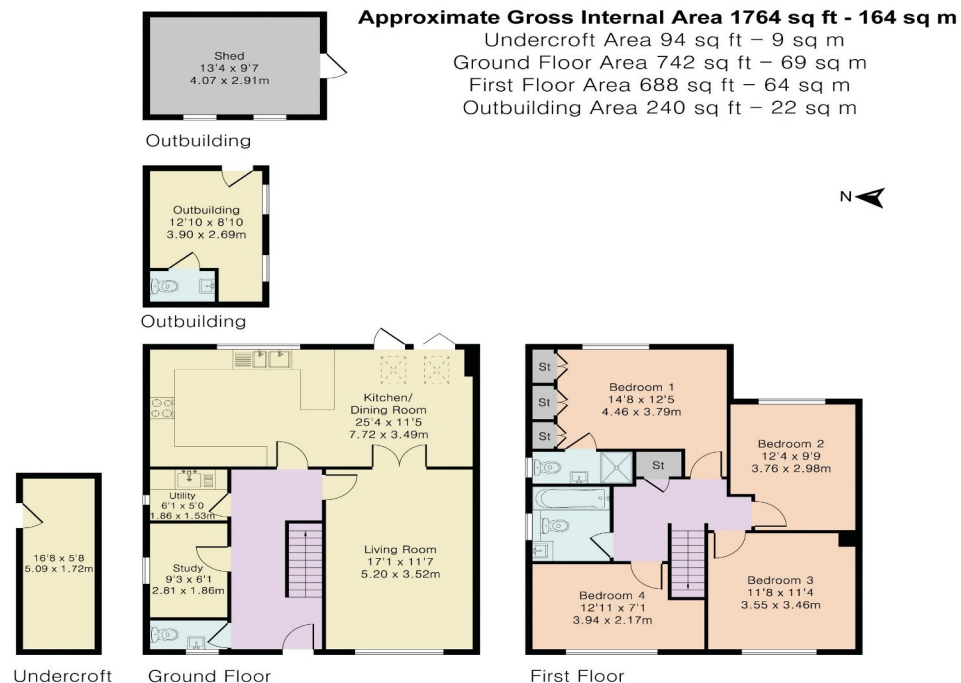 Approximate Gross Internal Area 1764 sq ft - 164 sq m
Undercroft Area 94 sq ft – 9 sq m
Ground Floor Area 742 sq ft – 69 sq m
First Floor Area 688 sq ft – 64 sq m
Outbuilding Area 240 sq ft – 22 sq m
Shed
13'4 x 9'7
4.07 x 2.91m
Outbuilding
N
Outbuilding
12'10 x 8'10
3.90 x 2.69m
Outbuilding
Kitchen/
Dining Room
25'4 x 11'5
7.72 x 3.49m
Utility
6'1 x 5'0
1.86 x 1.53m
Study
9'3 x 6'1
2.81 x 1.86m
Living Room
17'1 x 11'7
5.20 x 3.52m
16'8 x 5'8
5.09 x 1.72m
St
St
St
Bedroom 1
14'8 x 12'5
4.46 x 3.79m
St
Bedroom 2
12'4 x 9'9
3.76 x 2.98m
Bedroom 4
12'11 x 7'1
3.94 x 2.17m
Bedroom 3
11'8 x 11'4
3.55 x 3.46m
Undercroft
Ground Floor
First Floor